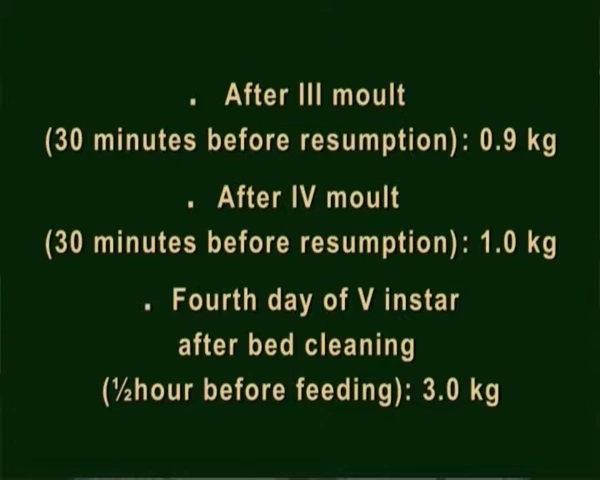 . After III moult
(30 minutes before resumption): 0.9 kg
. After IV moult
(30 minutes before resumption): 1.0 kg
. Fourth day of V instar
after bed cleaning
(½hour before feeding): 3.0 kg